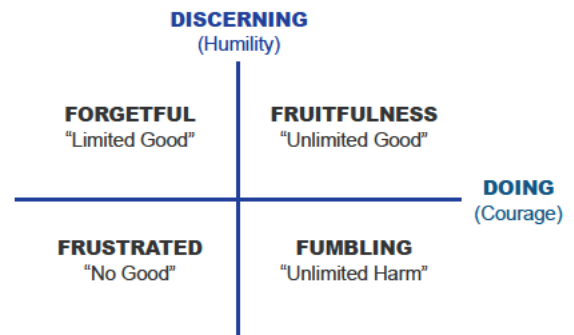 DISCERNING
(Humility)
FORGETFUL
“Limited Good”
FRUITFULNESS
“Unlimited Good”
DOING
(Courage)
FRUSTRATED
“No Good”
FUMBLING
“Unlimited Harm”